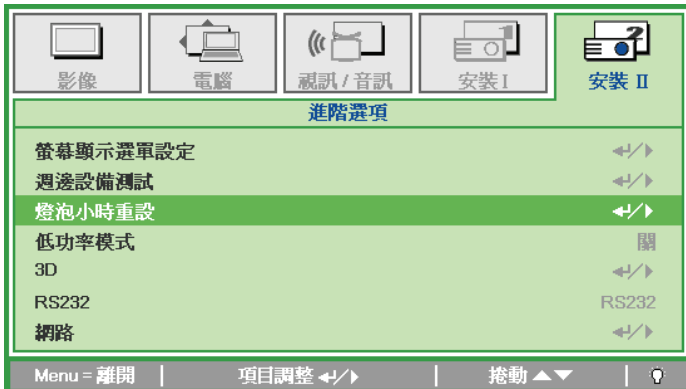 影像 電腦 視訊 / 音訊 安裝 I 安裝 II
進階選項
螢幕顯示選單設定
週邊設備測試
燈泡小時重設
低功率模式 關
3D
RS232 RS232
網路
Menu = 離開 項目調整 捲動